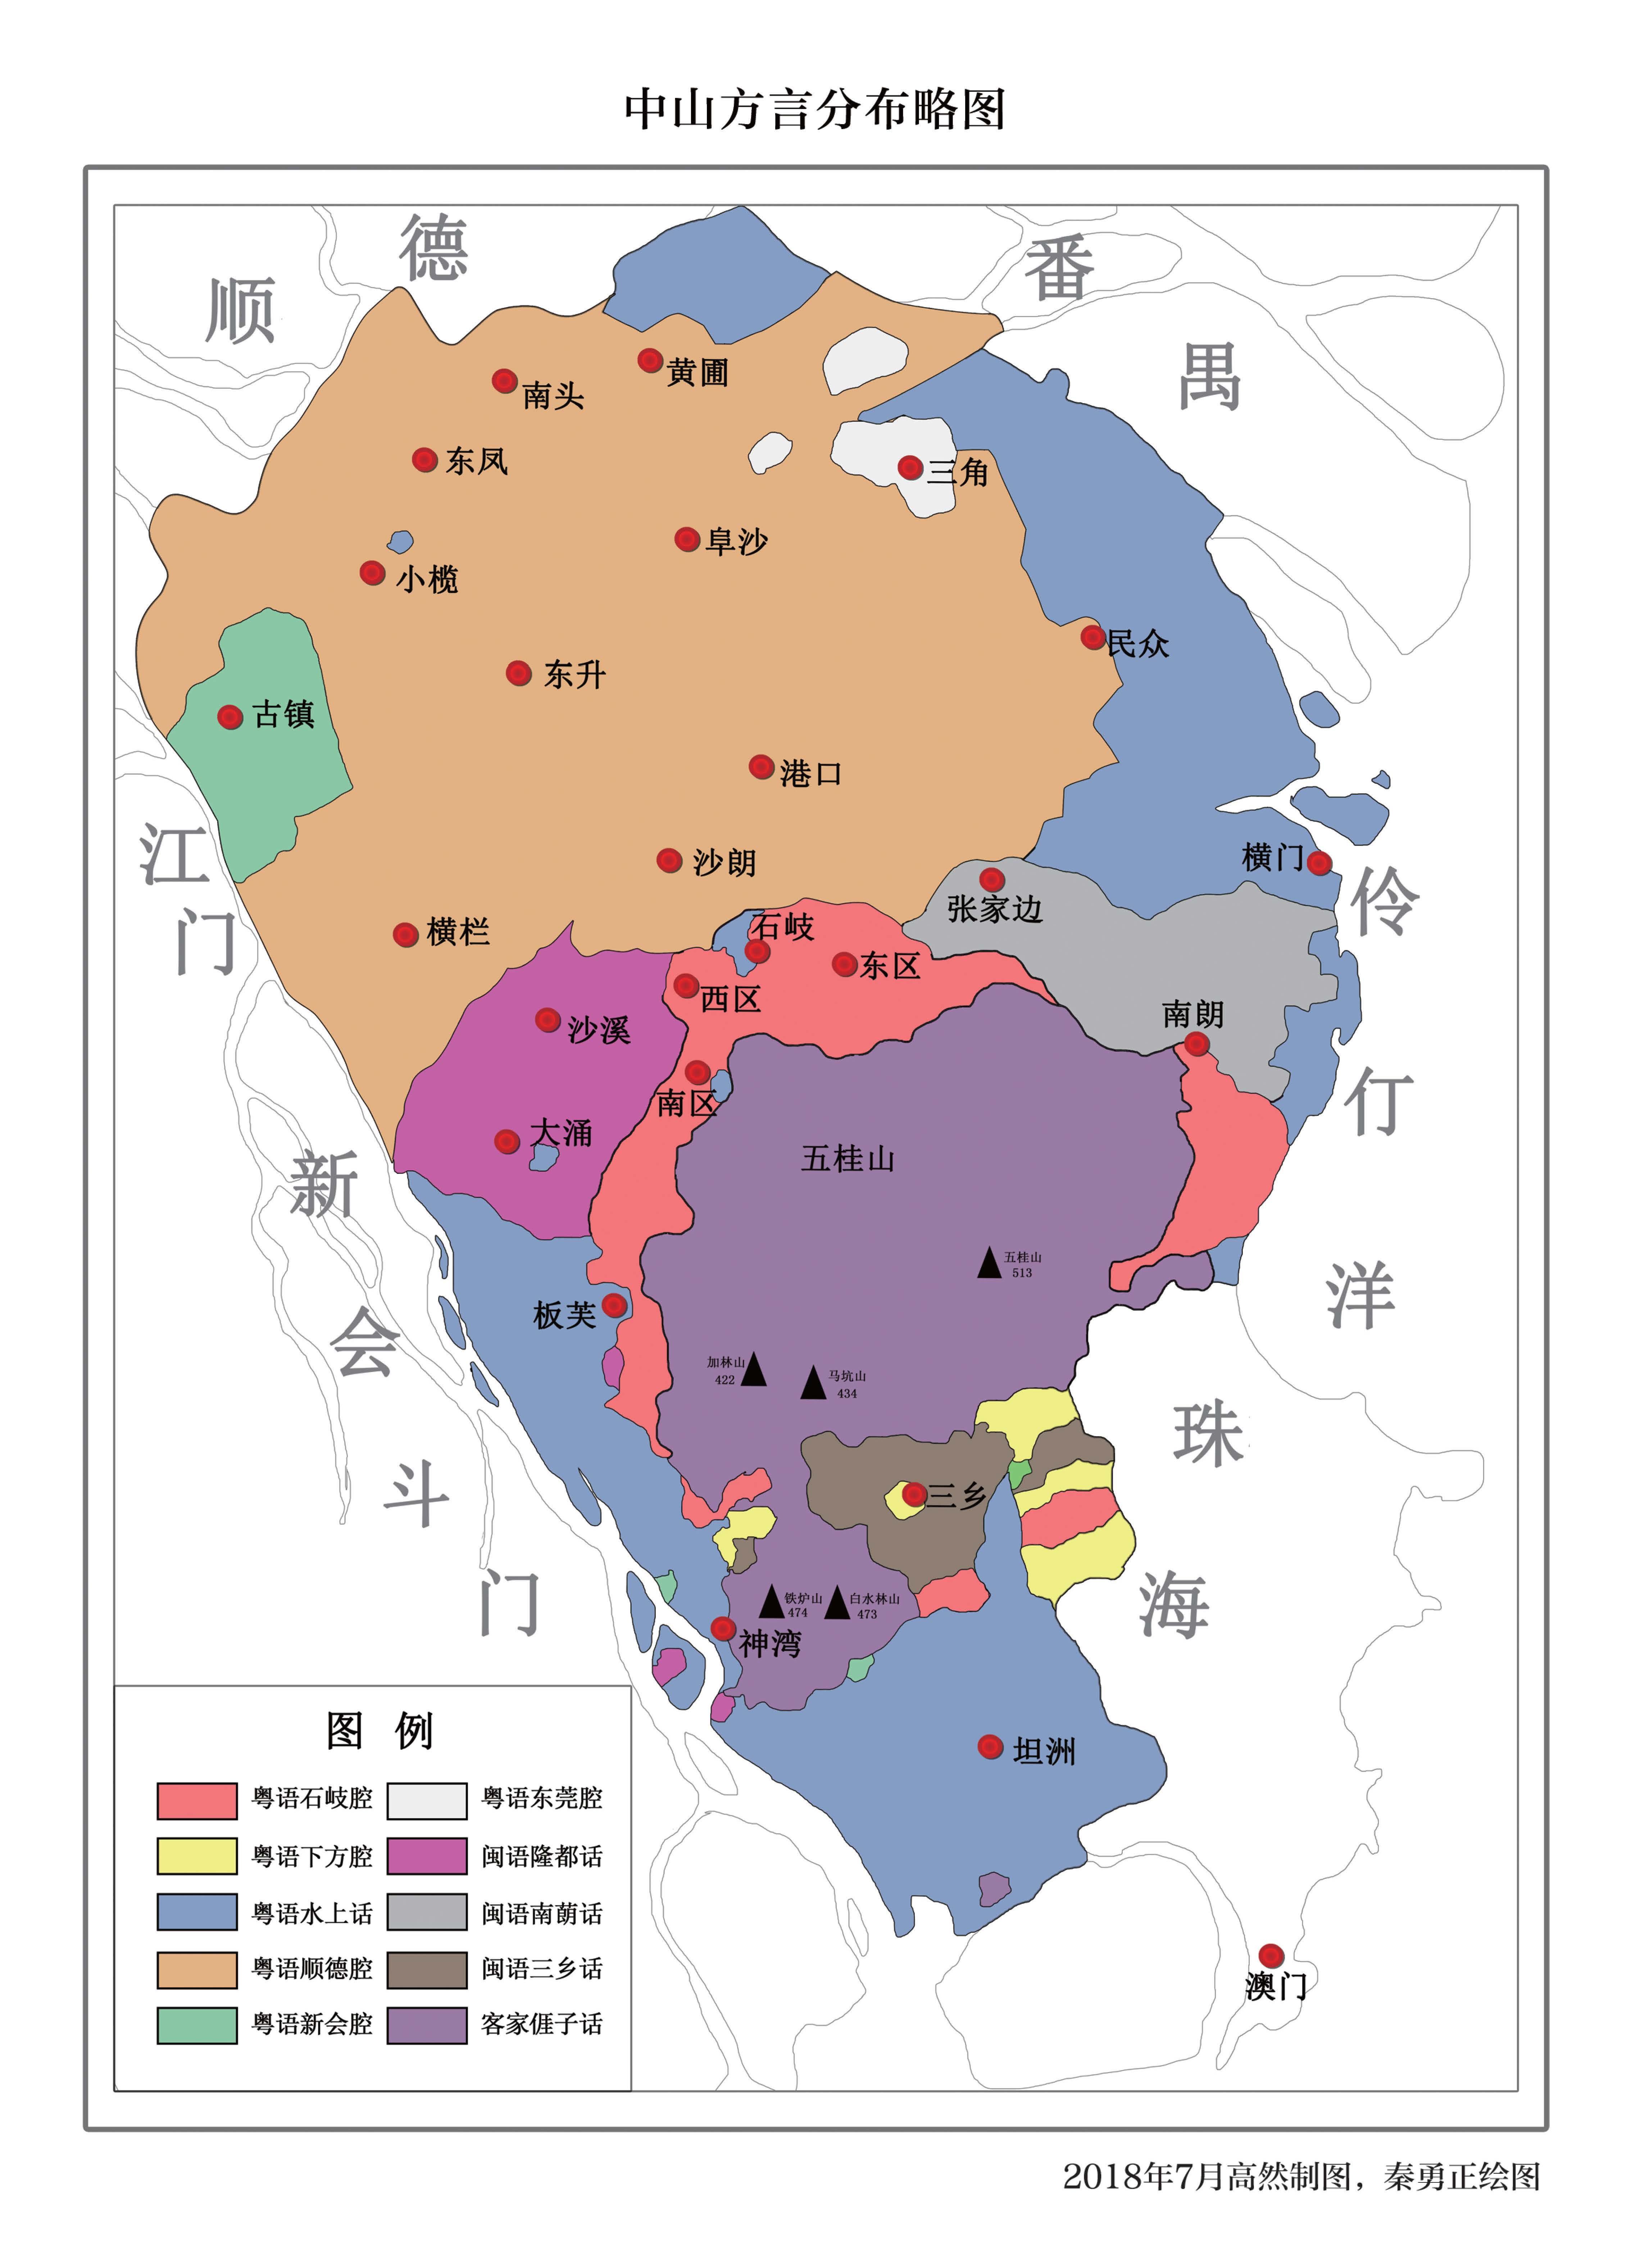 中山方言分布略图
顺
德
番
禺
黄圃
南头
东凤
三角
阜沙
小榄
民众
东升
古镇
港口
江
门
沙朗
横门
伶
张家边
横栏
石岐
东区
西区
南朗
沙溪
仃
南区
大涌
五桂山
新
五桂山
513
洋
会
板芙
加林山
422
马坑山
434
珠
斗
三乡
海
门
铁炉山
474
白水林山
473
神湾
坦洲
澳门
图 例
粤语石岐腔
粤语东莞腔
粤语下方腔
闽语隆都话
粤语水上话
闽语南蓢话
粤语顺德腔
闽语三乡话
粤语新会腔
客家𠊎子话
2018年7月高然制图，秦勇正绘图